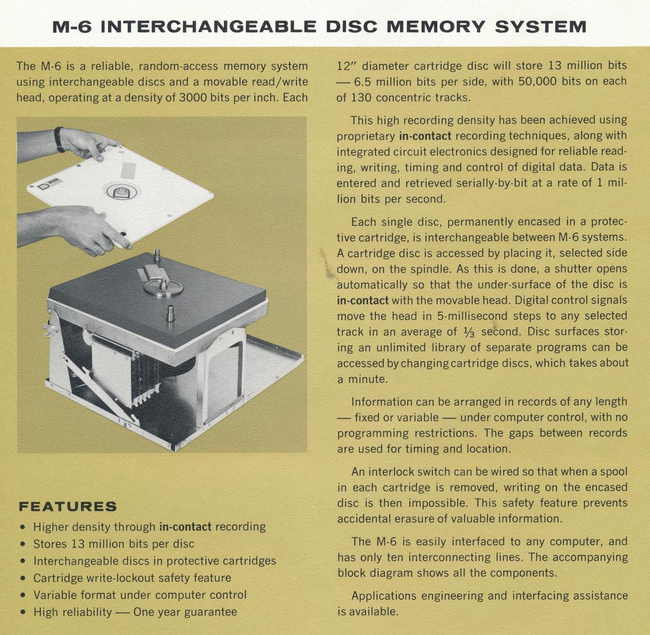 M-6 INTERCHANGEABLE DISC MEMORY SYSTEM
The M-6 is a reliable, random-access memory system
using interchangeable discs and a movable read/write
head, operating at a density of 3000 bits per inch. Each
12″ diameter cartridge disc will store 13 million bits
— 6.5 million bits per side, with 50,000 bits on each
of 130 concentric tracks.
This high recording density has been achieved using
proprietary in-contact recording techniques, along with
integrated circuit electronics designed for reliable read-
ing, writing, timing and control of digital data. Data is
entered and retrieved serially-by-bit at a rate of 1 mil-
lion bits per second.
Each single disc, permanently encased in a protec-
tive cartridge, is interchangeable between M-6 systems.
A cartridge disc is accessed by placing it, selected side
down, on the spindle. As this is done, a shutter opens
automatically so that the under-surface of the disc is
in-contact with the movable head. Digital control signals
move the head in 5-millisecond steps to any selected
track in an average of ⅓ second. Disc surfaces stor-
ing an unlimited library of separate programs can be
accessed by changing cartridge discs, which takes about
a minute.
Information can be arranged in records of any length
— fixed or variable — under computer control, with no
programming restrictions. The gaps between records
are used for timing and location.
An interlock switch can be wired so that when a spool
in each cartridge is removed, writing on the encased
disc is then impossible. This safety feature prevents
accidental erasure of valuable information.
The M-6 is easily interfaced to any computer, and
has only ten interconnecting lines. The accompanying
block diagram shows all the components.
Applications engineering and interfacing assistance
is available.
FEATURES
• Higher density through in-contact recording
• Stores 13 million bits per disc
• Interchangeable discs in protective cartridges
• Cartridge write-lockout safety feature
• Variable format under computer control
• High reliability — One year guarantee